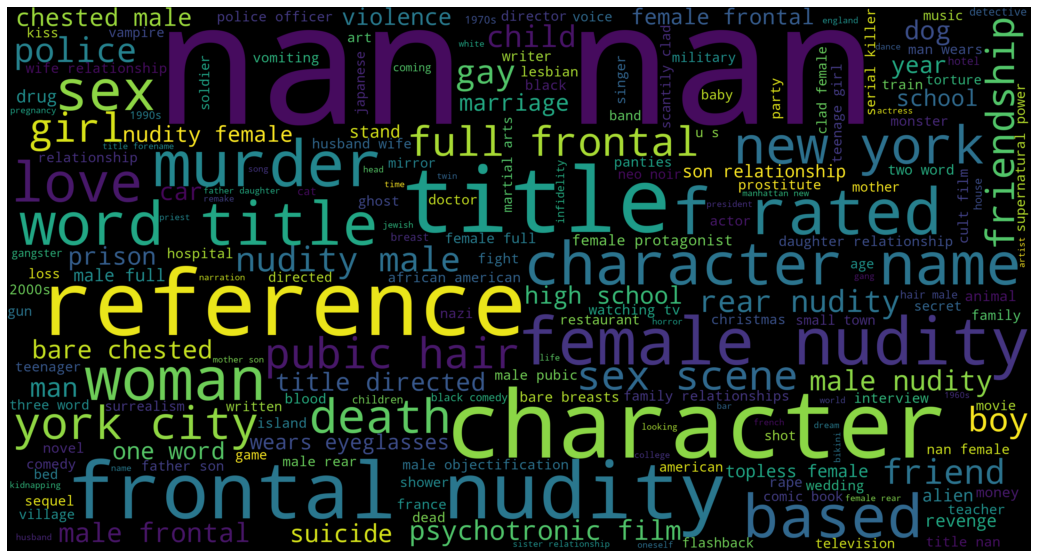 chested male
police officer
1970s
director
voice
female frontal
england
kiss
vampire
violence
music
detective
police
nan nan
art
child
writer
lesbian
military
dog
man wears
hotel
white
dance
wife relationship
vomiting
coming
gay
black
singer
scantily clad
baby
party
clad female
teenage girl
year
serial killer
train
torture
friendship
supernatural power
drug
sex
soldier
japanese
marriage
band
school
actress
pregnancy
1990s
girl
nudity female
stand
full frontal
u s
new york
monster
title forename
husband wife
martial arts
panties
son relationship
two word
relationship
murder
mirror
neo noir
prostitute
mother
cult film
house
love
car
song
father daughter
cat
head
time
twin
doctor
title
infidelity
manhattan new
president
remake
ghost
f rated
actor
word title
priest
jewish
breast
female full
female protagonist
daughter relationship
artist
gangster
prison
hospital
nudity male
fight
character name
age
gang
loss
male full
narration
directed
african american
2000s
reference
high school
rear nudity
hair male
animal
gun
nazi
watching tv
secret
restaurant
horror
christmas
small town
family
bare chested
mother son
pubic hair
life
female nudity
teenager
woman
title directed
male pubic
sex scene
male nudity
man
blood
children
black comedy
bare breasts
family relationships
world
1960s
interview
three word
surrealism
written
death
character
bar
movie
york city
island
looking
french
dream
boy
one word
wears eyeglasses
shot
college
bikini
novel
game
nan female
comedy
bed
name
father son
male rear
male objectification
american
topless female
friend
kidnapping
frontal nudity
shower
rape
wedding
comic book
female rear
alien
money
sequel
france
based
teacher
village
dead
revenge
husband
male frontal
suicide
psychotronic film
flashback
sister relationship
oneself
television
title nan